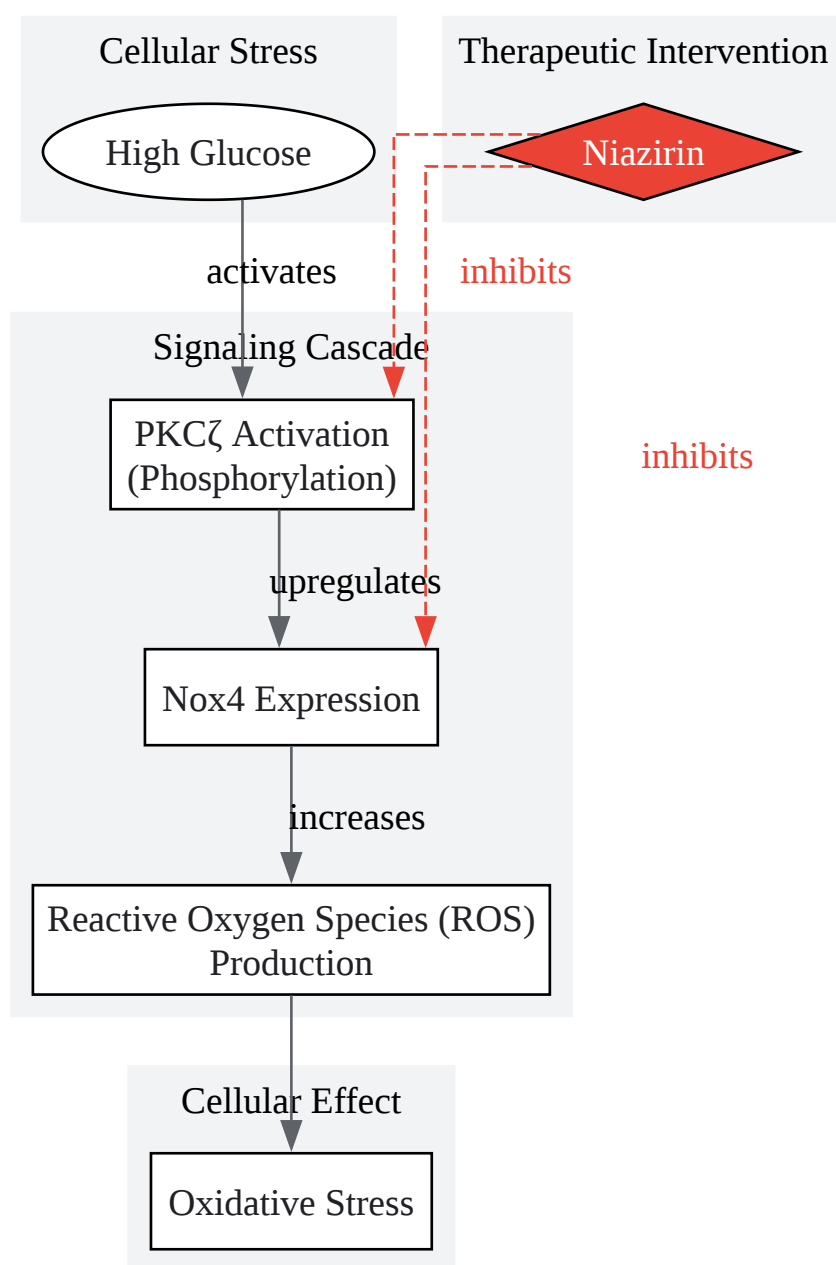 Cellular Stress
Therapeutic Intervention
High Glucose
Niazirin
activates
inhibits
Signaling Cascade
PKCζ Activation
(Phosphorylation)
inhibits
upregulates
Nox4 Expression
increases
Reactive Oxygen Species (ROS)
Production
Cellular Effect
Oxidative Stress